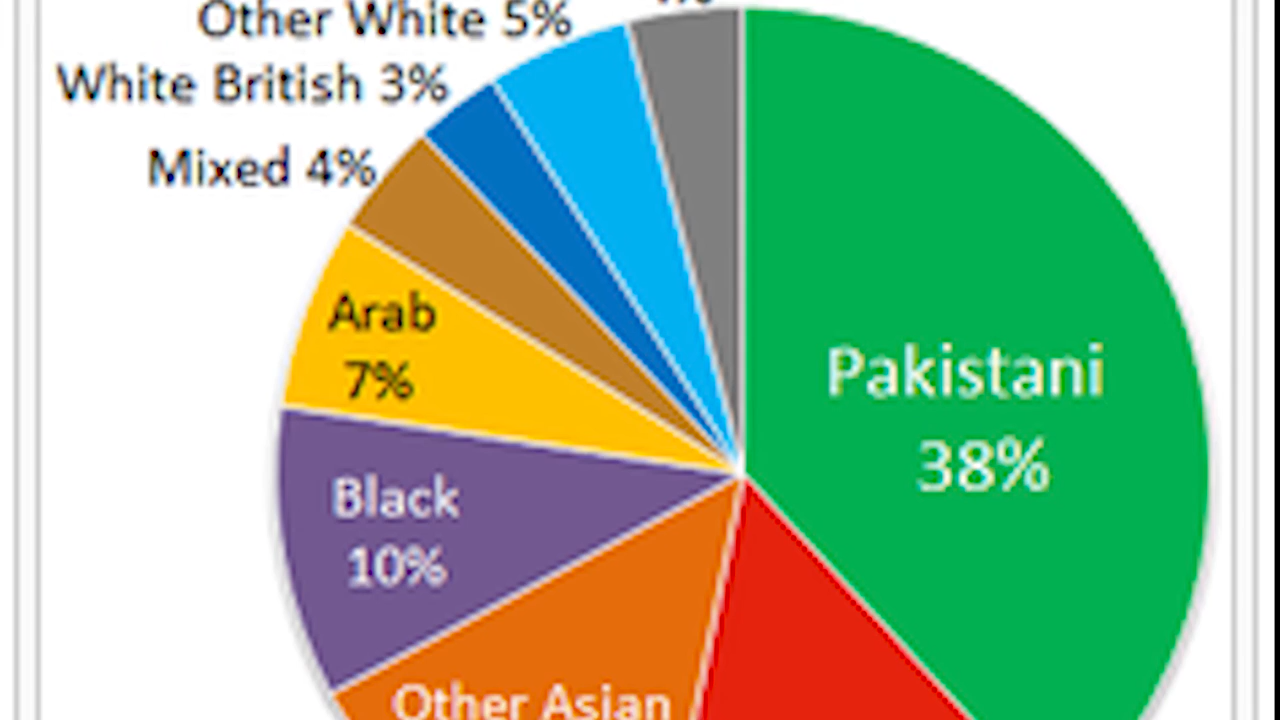 Other White 5%
White British 3%
Mixed 4%
Arab
7%
Pakistani
38%
Black
10%
Other Asian